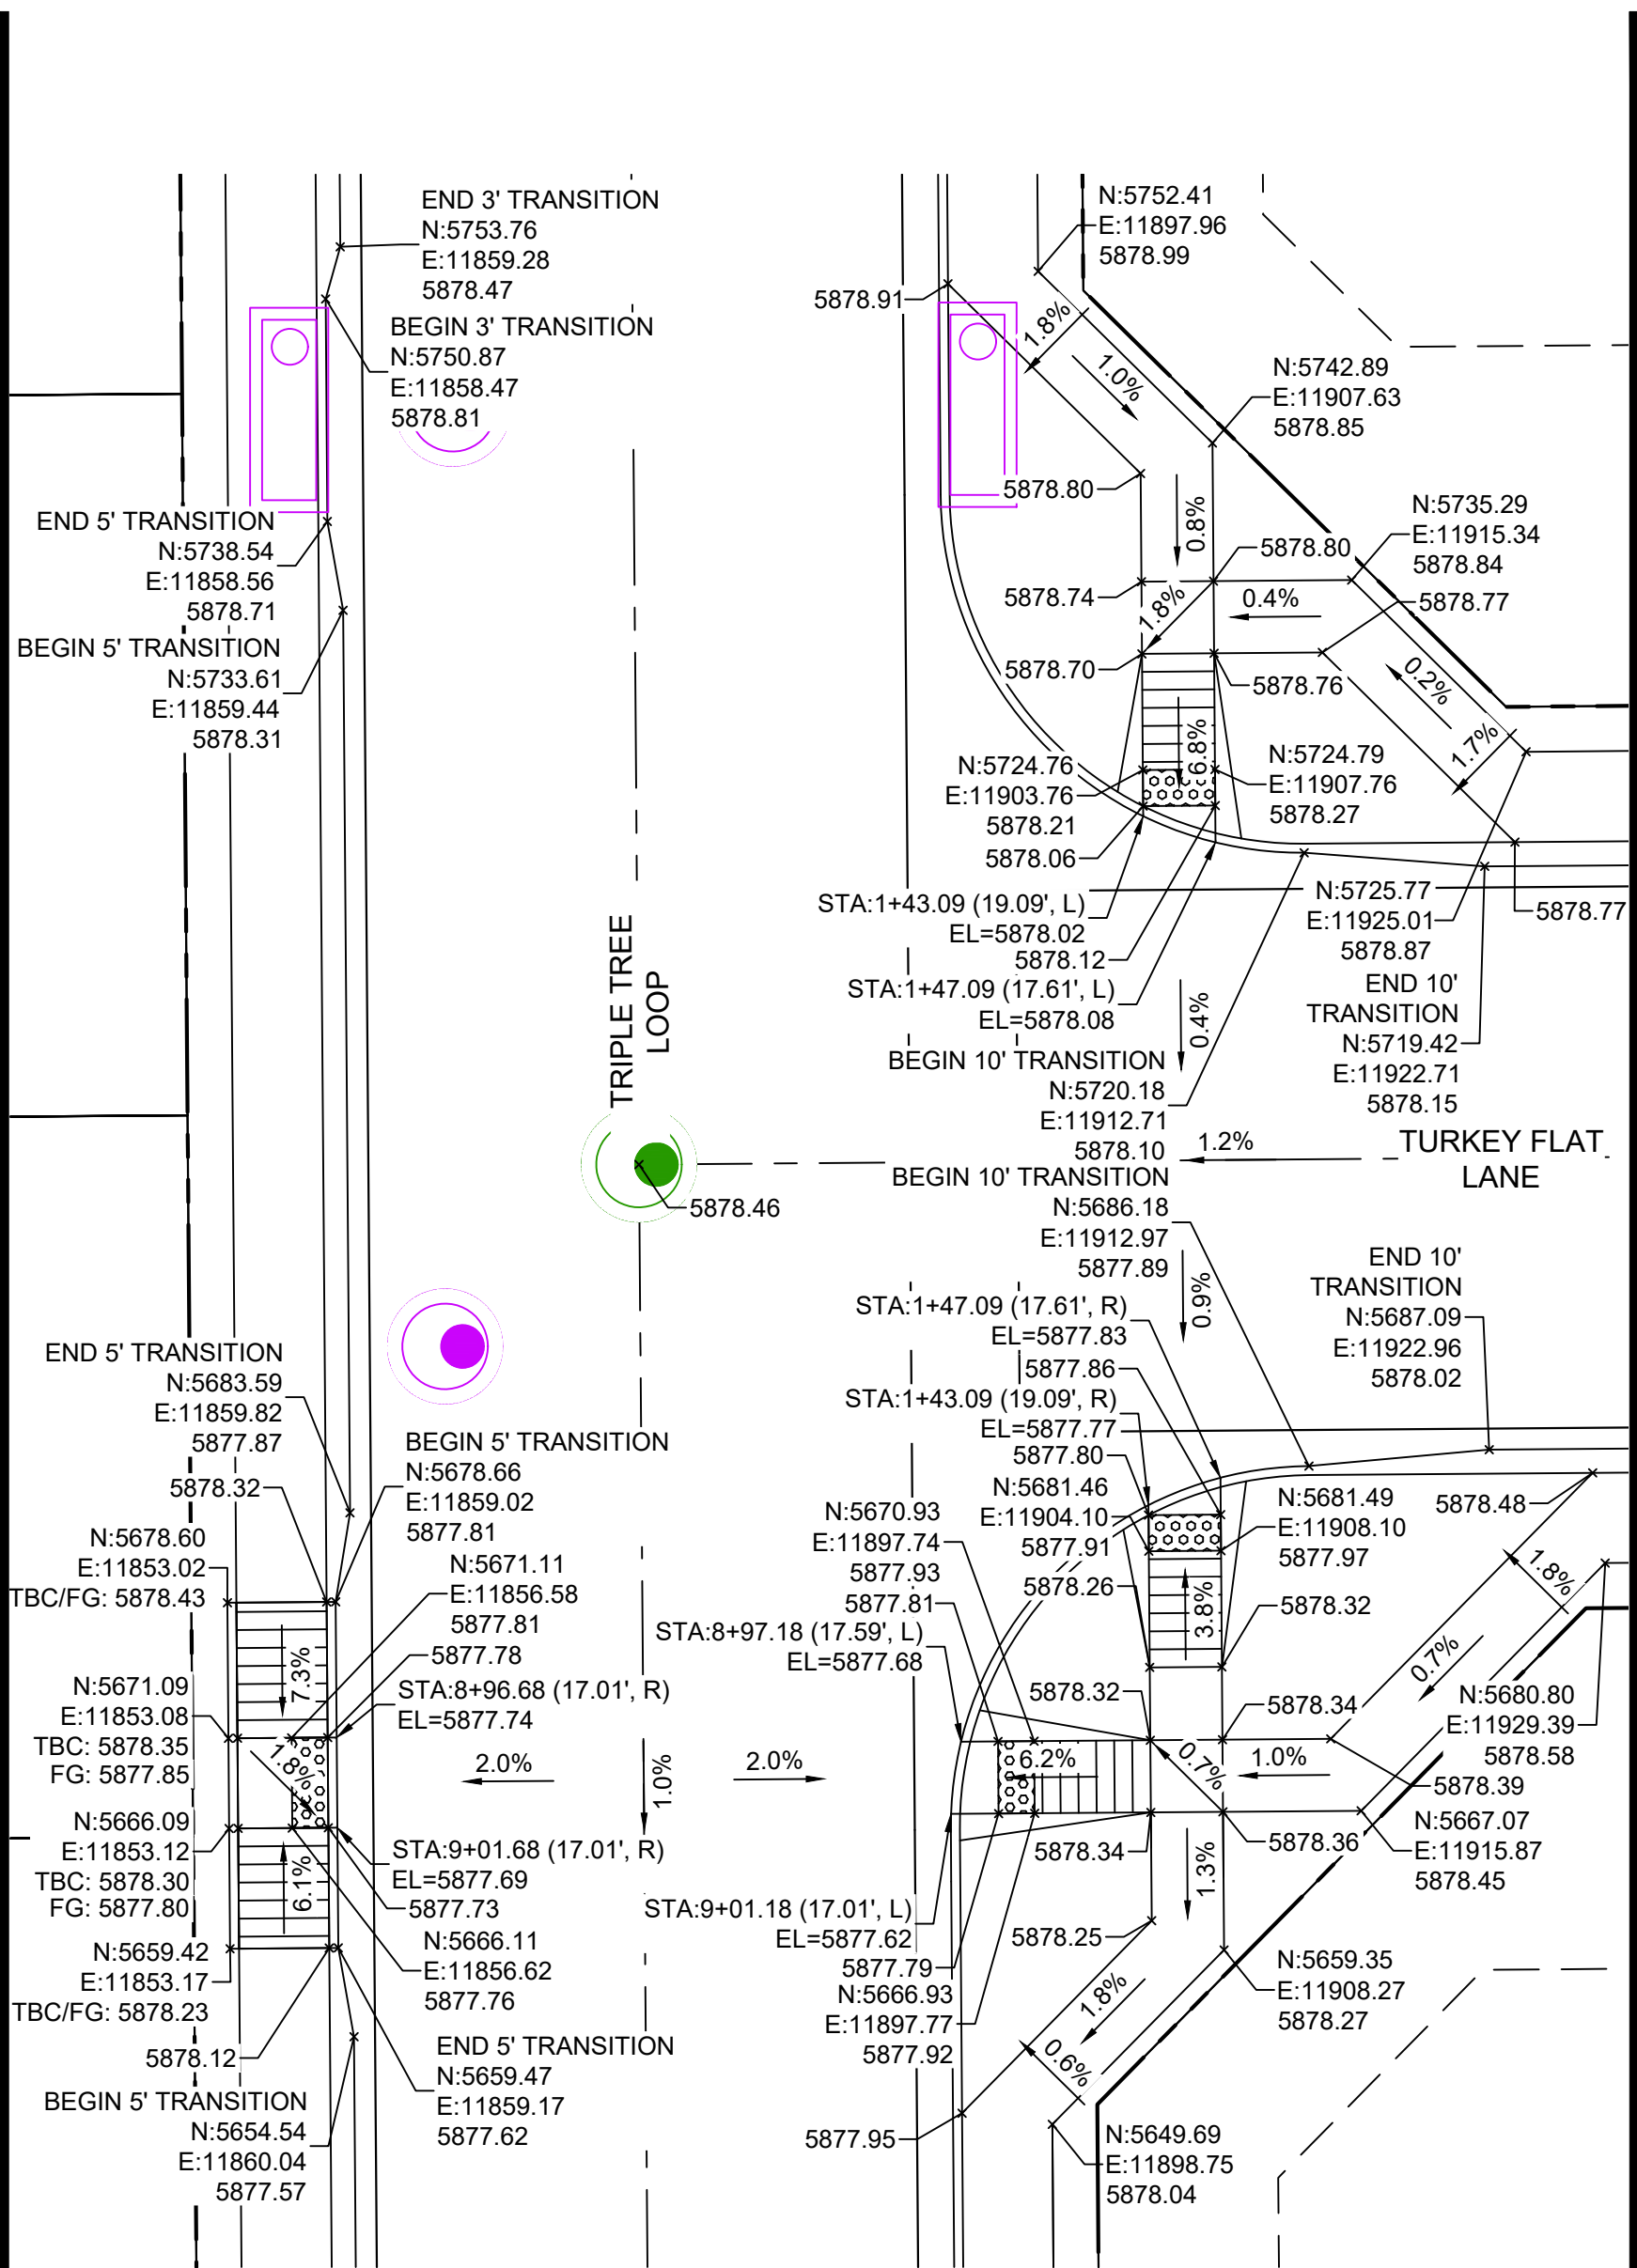 END 3' TRANSITION
N:5753.76
E:11859.28
5878.47
BEGIN 3' TRANSITION
N:5750.87
E:11858.47
5878.81
END 5' TRANSITION
N:5738.54
E:11858.56
5878.71
BEGIN 5' TRANSITION
N:5733.61
E:11859.44
5878.31
N:5752.41
E:11897.96
5878.99
5878.91
1.8%
1.0%
N:5742.89
E:11907.63
5878.85
5878.80
0.8%
N:5735.29
E:11915.34
5878.84
5878.80
5878.74
1.8%
0.4%
5878.77
5878.70
5878.76
0.2%
1.7%
6.8%
N:5724.76
E:11903.76
5878.21
5878.06
N:5724.79
E:11907.76
5878.27
STA:1+43.09 (19.09', L)
EL=5878.02
5878.12
STA:1+47.09 (17.61', L)
EL=5878.08
N:5725.77
E:11925.01
5878.87
5878.77
END 10'
TRANSITION
N:5719.42
E:11922.71
5878.15
0.4%
BEGIN 10' TRANSITION
N:5720.18
E:11912.71
5878.10
TRIPLE TREE
LOOP
5878.46
1.2%
TURKEY FLAT
LANE
BEGIN 10' TRANSITION
N:5686.18
E:11912.97
5877.89
0.9%
END 10'
TRANSITION
N:5687.09
E:11922.96
5878.02
STA:1+47.09 (17.61', R)
EL=5877.83
5877.86
STA:1+43.09 (19.09', R)
EL=5877.77
5877.80
N:5681.46
E:11904.10
5877.91
N:5681.49
E:11908.10
5877.97
5878.48
1.8%
END 5' TRANSITION
N:5683.59
E:11859.82
5877.87
5878.32
BEGIN 5' TRANSITION
N:5678.66
E:11859.02
5877.81
N:5678.60
E:11853.02
TBC/FG: 5878.43
N:5671.11
E:11856.58
5877.81
5877.78
7.3%
STA:8+96.68 (17.01', R)
EL=5877.74
N:5671.09
E:11853.08
TBC: 5878.35
FG: 5877.85
1.8%
N:5666.09
E:11853.12
TBC: 5878.30
FG: 5877.80
6.1%
STA:9+01.68 (17.01', R)
EL=5877.69
5877.73
N:5666.11
E:11856.62
5877.76
N:5659.42
E:11853.17
TBC/FG: 5878.23
5878.12
END 5' TRANSITION
N:5659.47
E:11859.17
5877.62
BEGIN 5' TRANSITION
N:5654.54
E:11860.04
5877.57
2.0%
1.0%
2.0%
N:5670.93
E:11897.74
5877.93
5877.81
STA:8+97.18 (17.59', L)
EL=5877.68
5878.26
3.8%
5878.32
0.7%
5878.32
5878.34
N:5680.80
E:11929.39
5878.58
6.2%
0.7%
1.0%
5878.39
5878.34
5878.36
N:5667.07
E:11915.87
5878.45
1.3%
STA:9+01.18 (17.01', L)
EL=5877.62
5877.79
N:5666.93
E:11897.77
5877.92
5878.25
1.8%
0.6%
N:5659.35
E:11908.27
5878.27
5877.95
N:5649.69
E:11898.75
5878.04